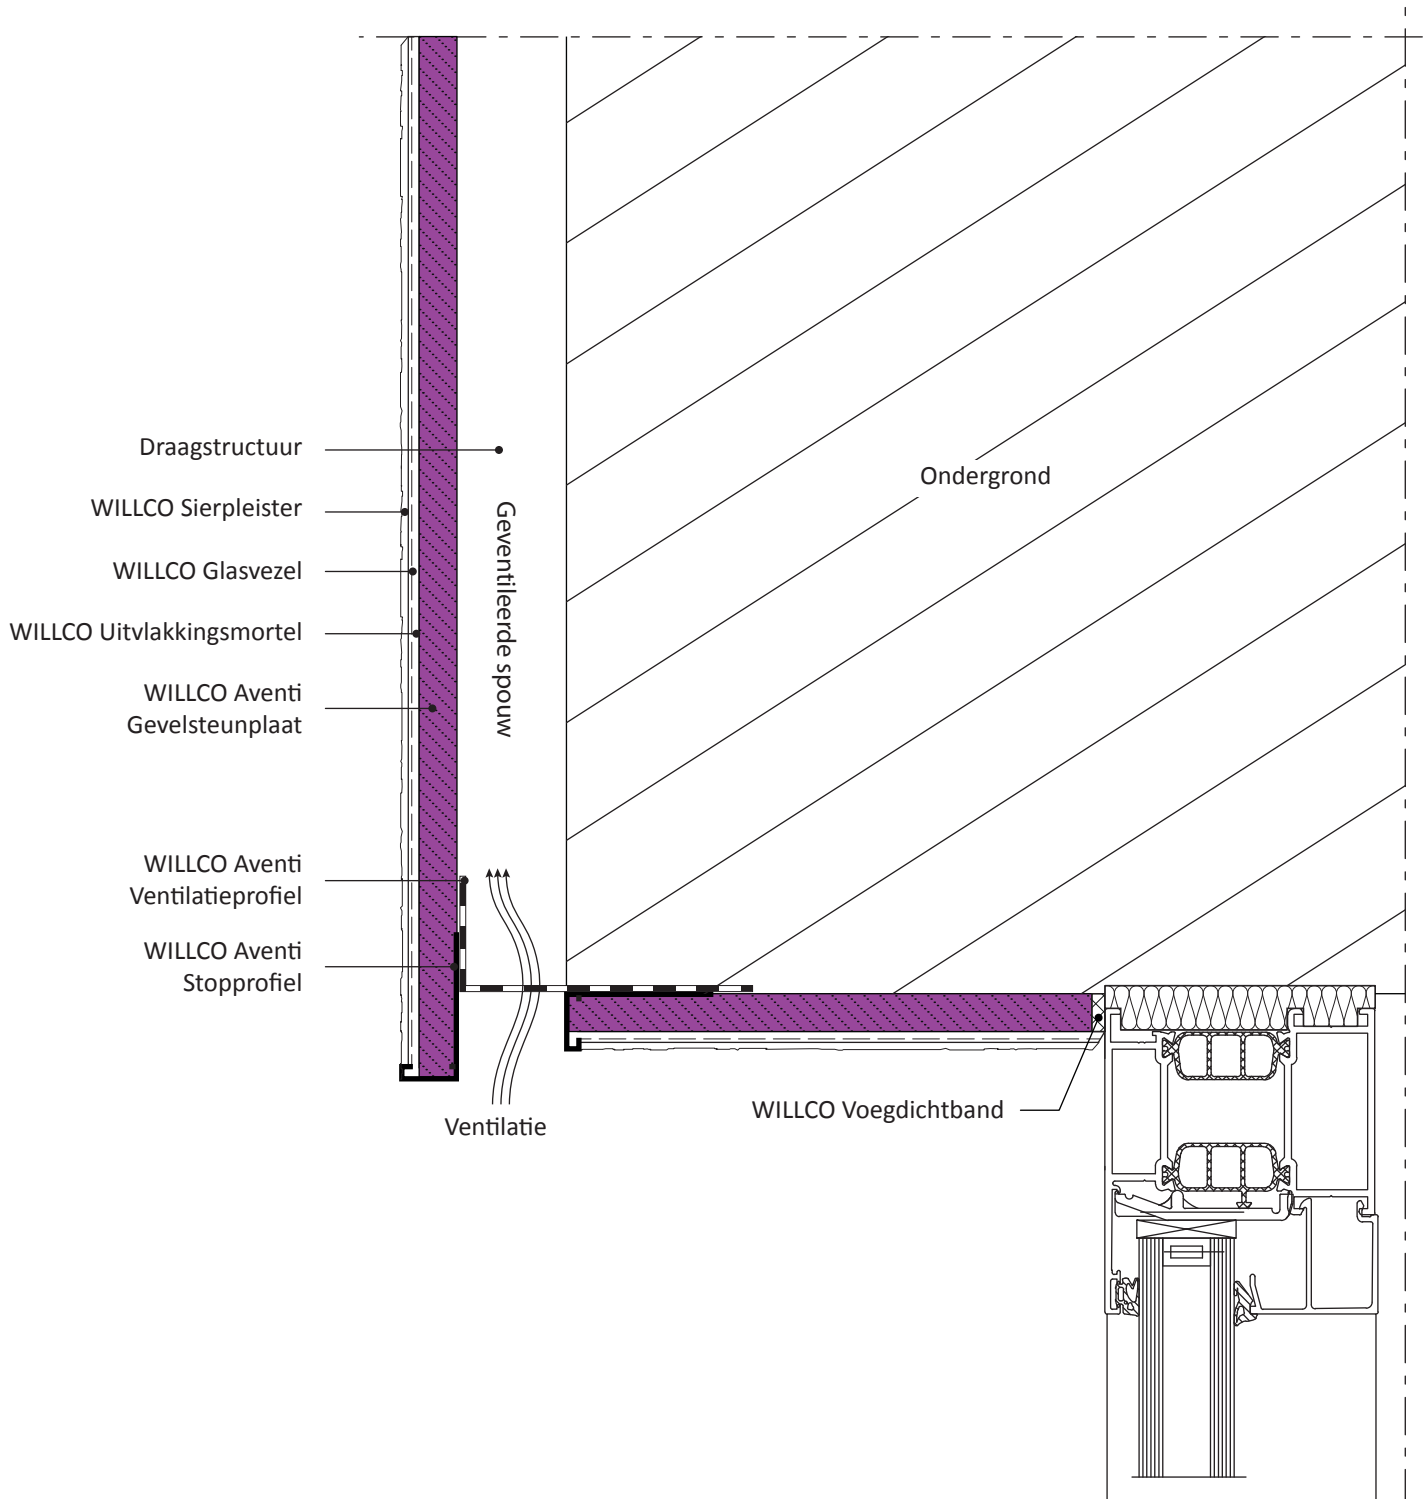 Draagstructuur
WILLCO Sierpleister
WILLCO Glasvezel
WILLCO Uitvlakkingsmortel
WILLCO Aventi
Gevelsteunplaat
WILLCO Aventi
Ventilatieprofiel
WILLCO Aventi
Stopprofiel
Geventileerde spouw
Ondergrond
Ventilatie
WILLCO Voegdichtband